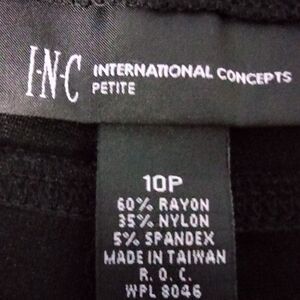 I·N·C INTERNATIONAL CONCEPTS
PETITE
10P
60% RAYON
35% NYLON
5% SPANDEX
MADE IN TAIWAN
R. O. C.
WPL 8046